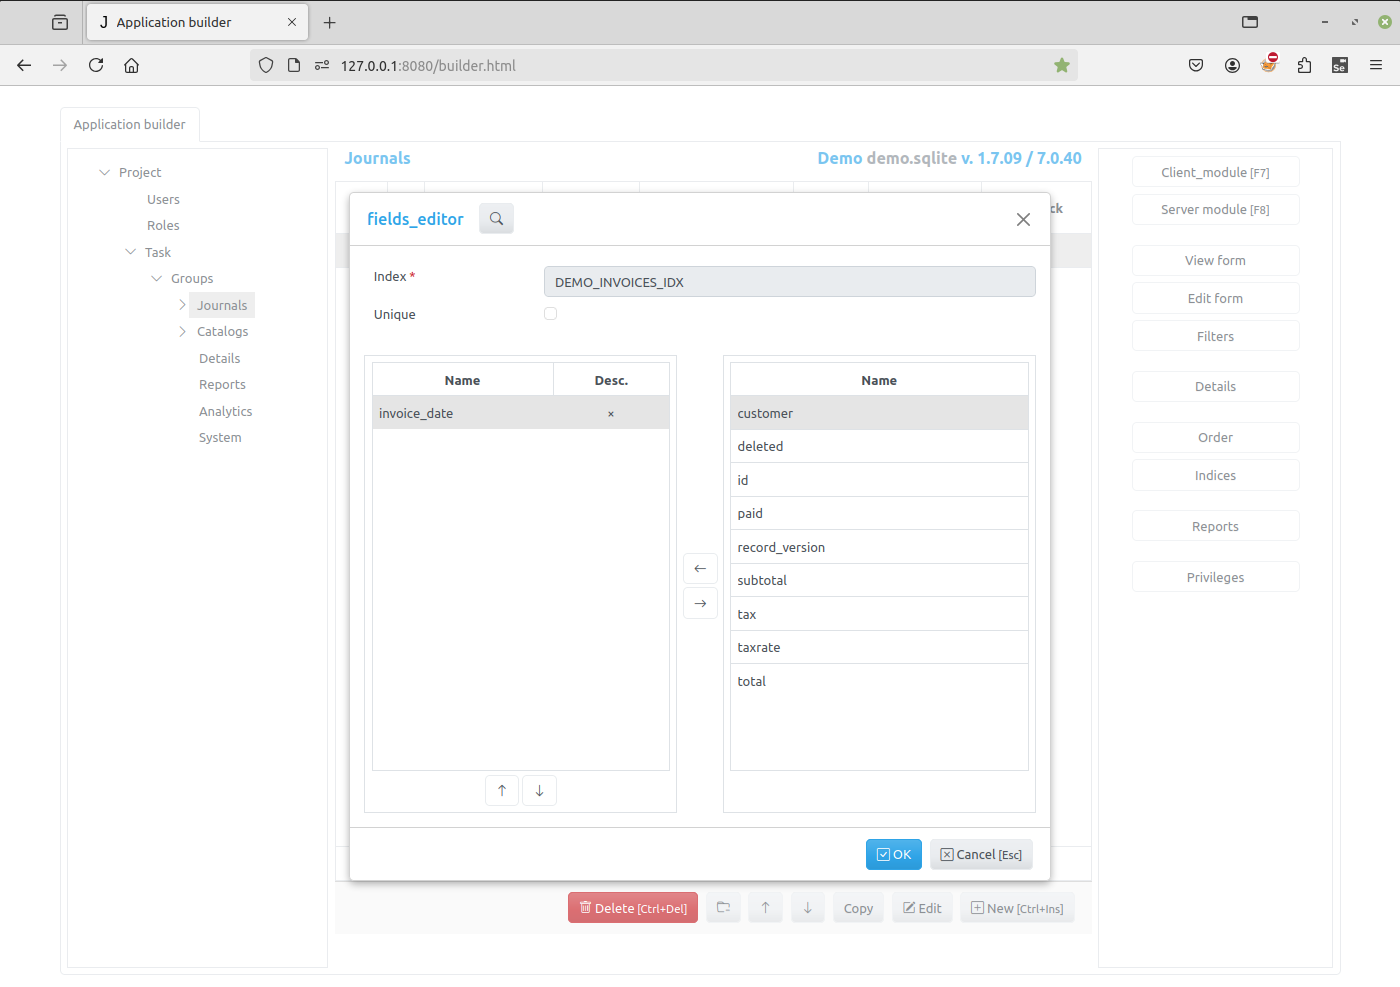 Application builder
127.0.0.1:8080/builder.html
Application builder
Project
Users
Roles
Task
Groups
Journals
Catalogs
Details
Reports
Analytics
System
Journals
Demo demo.sqlite v. 1.7.09 / 7.0.40
ck
fields_editor
Index *
DEMO_INVOICES_IDX
Unique
Name Desc.
invoice_date ×
Name
customer
deleted
id
paid
record_version
subtotal
tax
taxrate
total
OK
Cancel [Esc]
Delete [Ctrl+Del]
Copy
Edit
New [Ctrl+Ins]
Client_module [F7]
Server module [F8]
View form
Edit form
Filters
Details
Order
Indices
Reports
Privileges